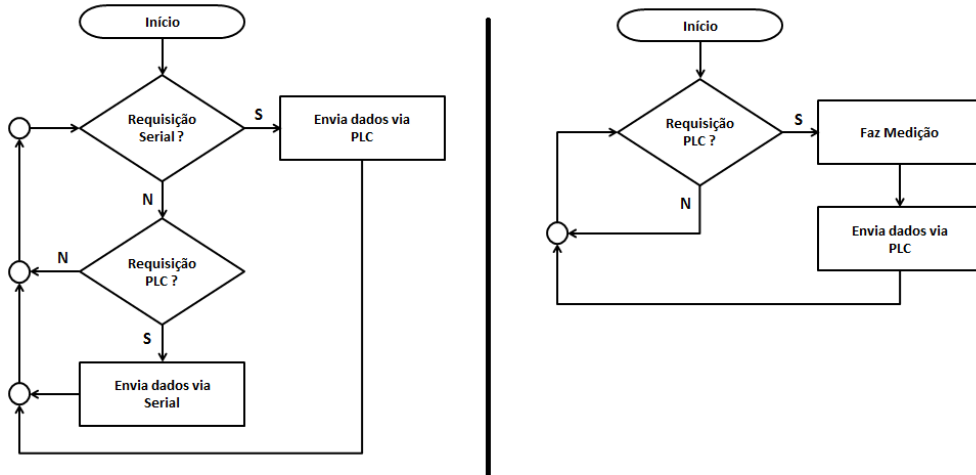 Início
Requisição
Serial ?
S
Envia dados via
PLC
N
Requisição
PLC ?
N
S
Envia dados via
Serial
Início
Requisição
PLC ?
S
Faz Medição
N
Envia dados via
PLC